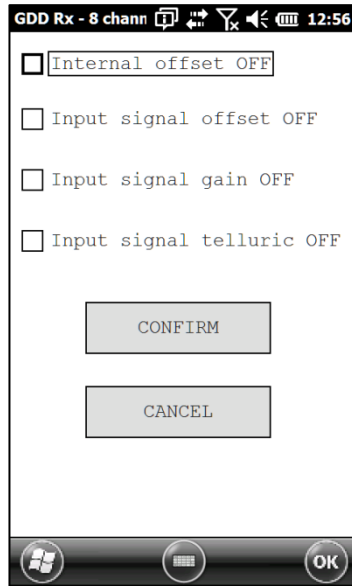 GDD Rx - 8 chann 12:56
Internal offset OFF
Input signal offset OFF
Input signal gain OFF
Input signal telluric OFF
CONFIRM
CANCEL
OK